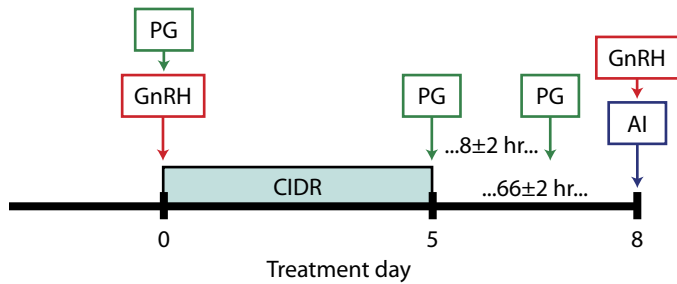 PG
GnRH
GnRH
PG
PG
AI
...8±2 hr...
CIDR
...66±2 hr...
0
5
8
Treatment day